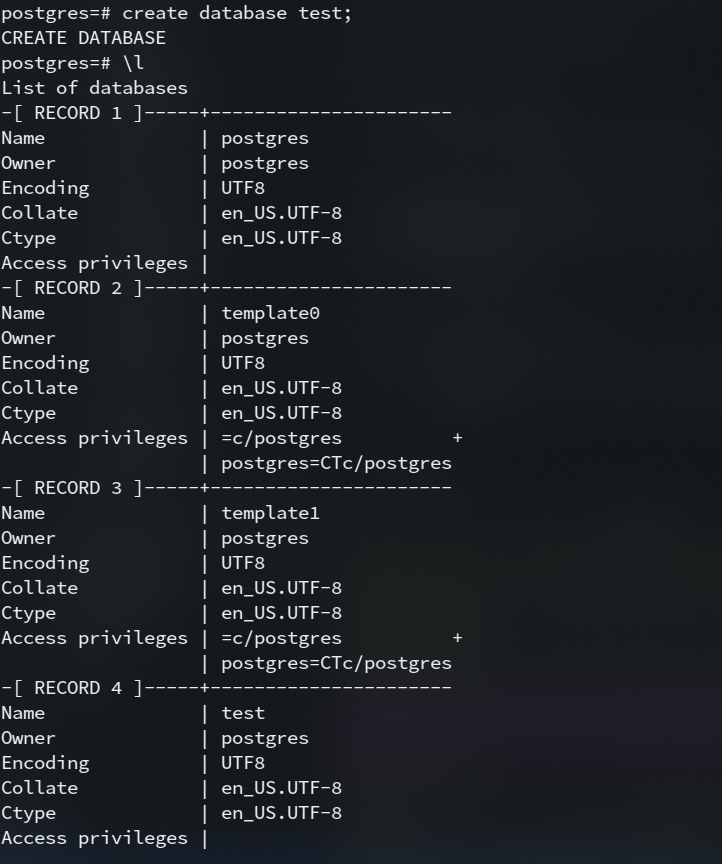 postgres=# create database test;
CREATE DATABASE
postgres=# \l
List of databases
-[ RECORD 1 ]-----+----------------------
Name              | postgres
Owner             | postgres
Encoding          | UTF8
Collate           | en_US.UTF-8
Ctype             | en_US.UTF-8
Access privileges |
-[ RECORD 2 ]-----+----------------------
Name              | template0
Owner             | postgres
Encoding          | UTF8
Collate           | en_US.UTF-8
Ctype             | en_US.UTF-8
Access privileges | =c/postgres          +
                  | postgres=CTc/postgres
-[ RECORD 3 ]-----+----------------------
Name              | template1
Owner             | postgres
Encoding          | UTF8
Collate           | en_US.UTF-8
Ctype             | en_US.UTF-8
Access privileges | =c/postgres          +
                  | postgres=CTc/postgres
-[ RECORD 4 ]-----+----------------------
Name              | test
Owner             | postgres
Encoding          | UTF8
Collate           | en_US.UTF-8
Ctype             | en_US.UTF-8
Access privileges |